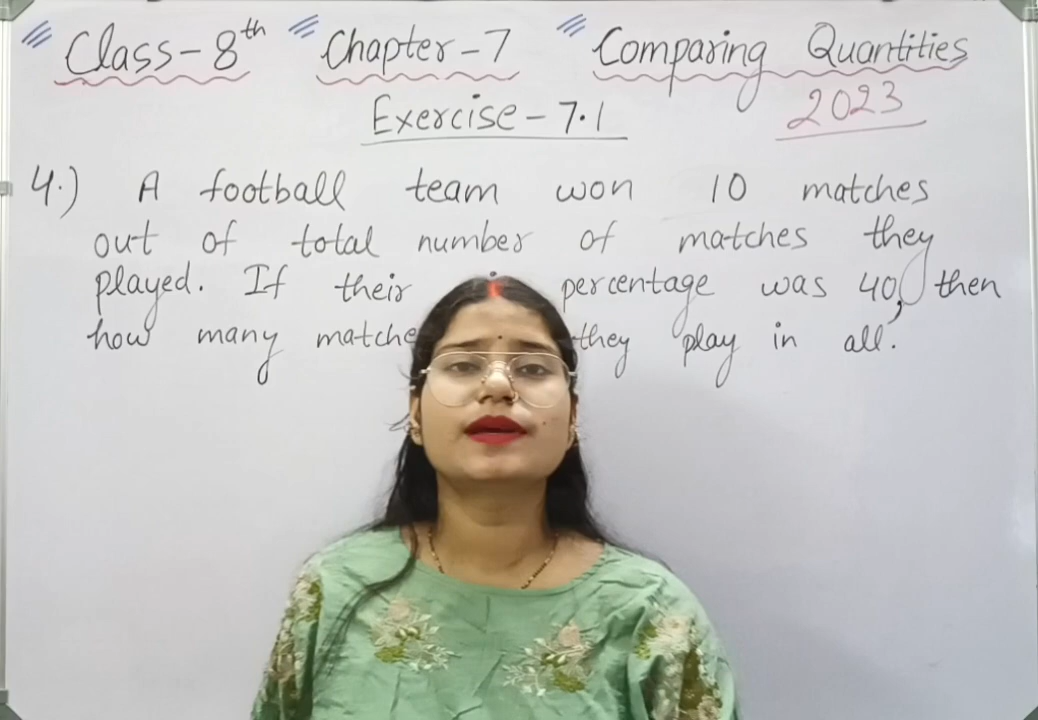 Class-8th Chapter-7 Comparing Quantities
Exercise-7.1 2023
4.) A football team won 10 matches
out of total number of matches they
played. If their percentage was 40, then
how many matche they play in all.